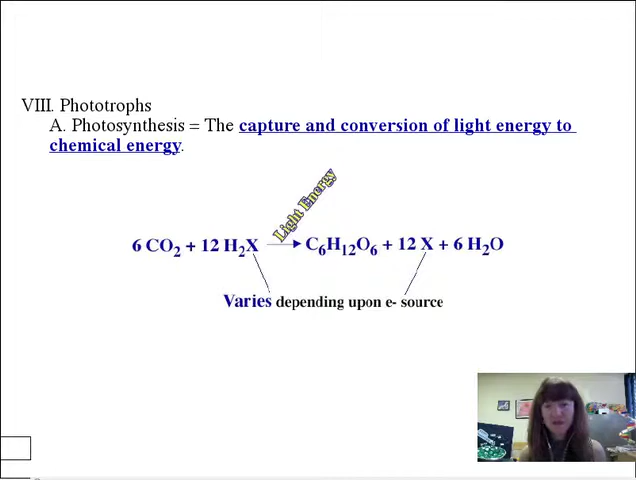 VIII. Phototrophs
A. Photosynthesis = The capture and conversion of light energy to
chemical energy.
Light Energy
6 CO₂ + 12 H₂X → C₆H₁₂O₆ + 12 X + 6 H₂O
Varies depending upon e- source